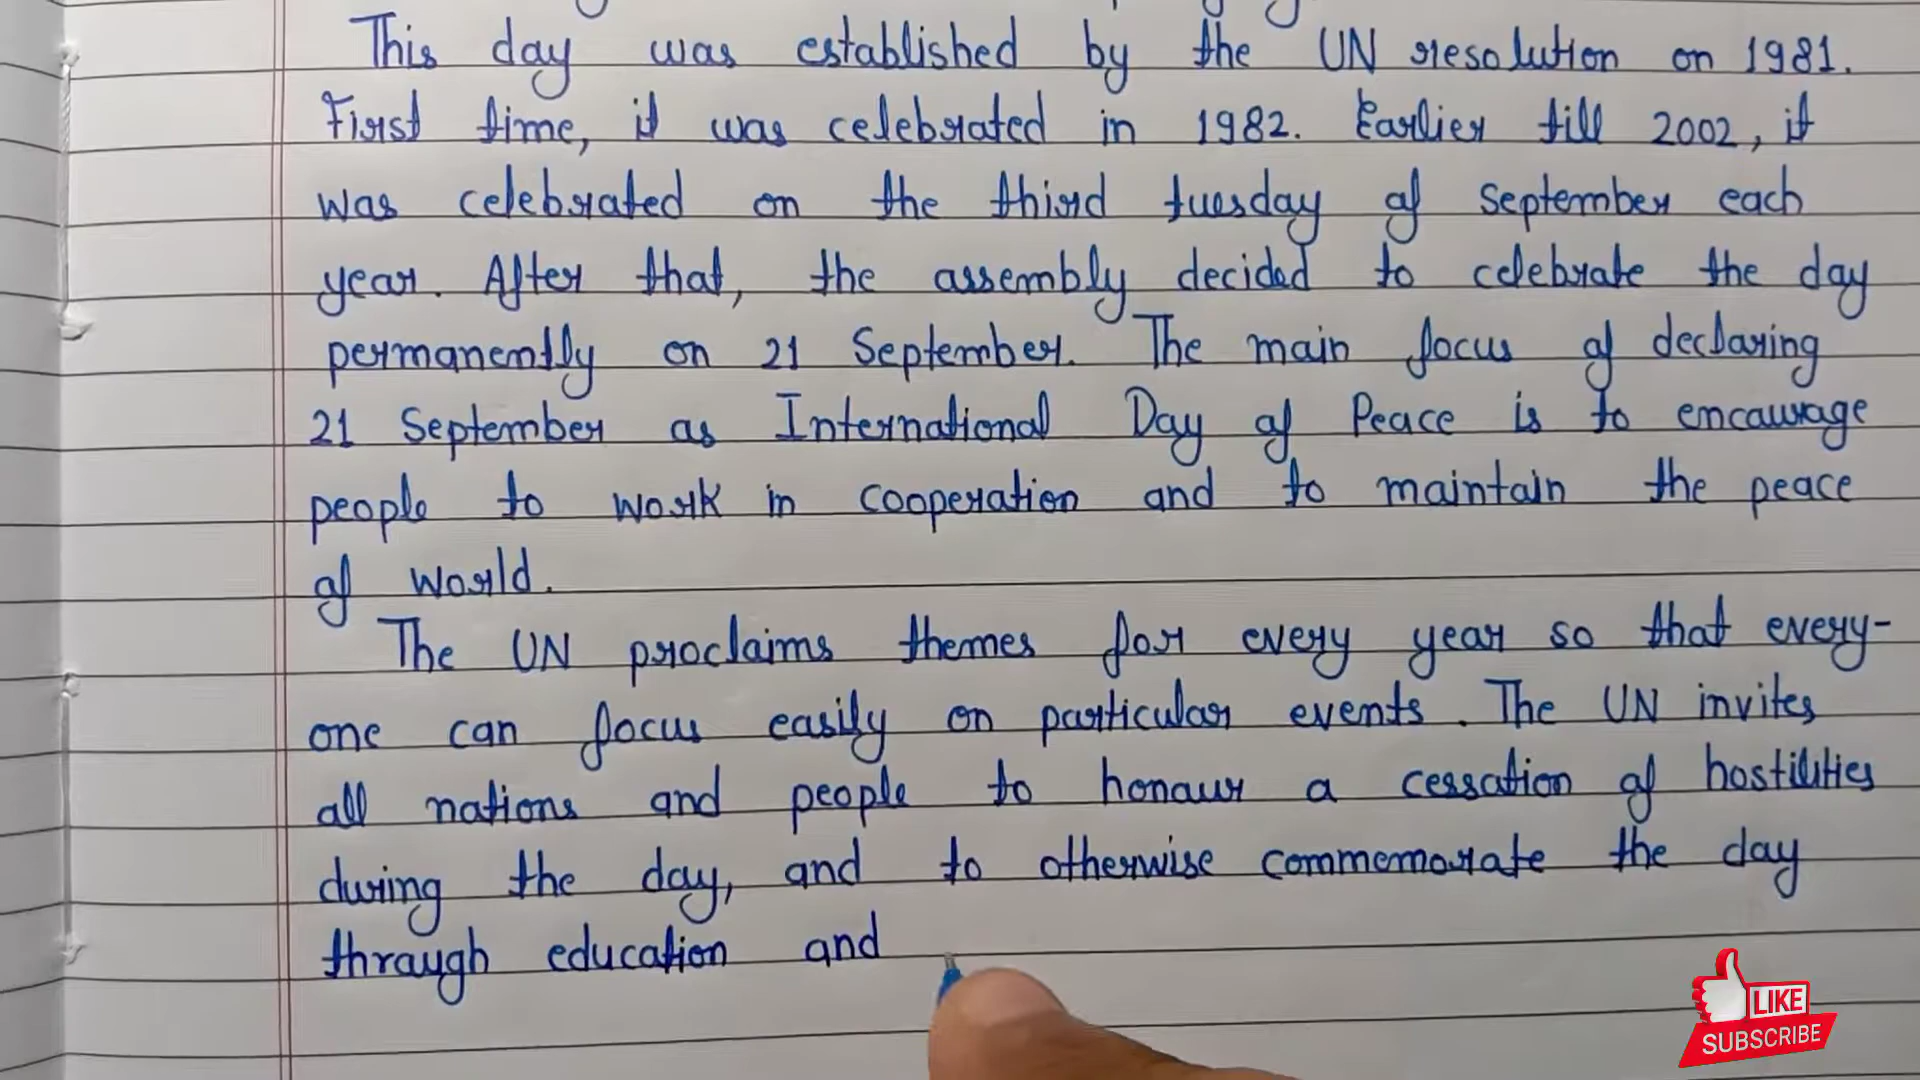 This day was established by the UN resolution on 1981.
First time, it was celebrated in 1982. Earlier till 2002, it
was celebrated on the third tuesday of September each
year. After that, the assembly decided to celebrate the day
permanently on 21 September. The main focus of declaring
21 September as International Day of Peace is to encourage
people to work in cooperation and to maintain the peace
of world.
The UN proclaims themes for every year so that every-
one can focus easily on particular events. The UN invites
all nations and people to honour a cessation of hostilities
during the day, and to otherwise commemorate the day
through education and
LIKE
SUBSCRIBE